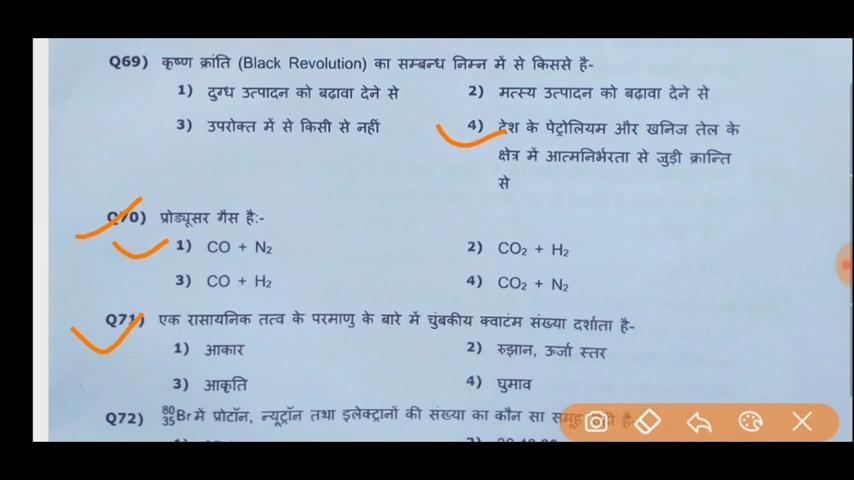 Q69) कृष्ण क्रांति (Black Revolution) का सम्बन्ध निम्न में से किससे है-
1) दुग्ध उत्पादन को बढ़ावा देने से 2) मत्स्य उत्पादन को बढ़ावा देने से
3) उपरोक्त में से किसी से नहीं 4) देश के पेट्रोलियम और खनिज तेल के
क्षेत्र में आत्मनिर्भरता से जुड़ी क्रान्ति
से
Q70) प्रोड्यूसर गैस है:-
1) CO + N₂ 2) CO₂ + H₂
3) CO + H₂ 4) CO₂ + N₂
Q71) एक रासायनिक तत्व के परमाणु के बारे में चुंबकीय क्वाटंम संख्या दर्शाता है-
1) आकार 2) रुझान, ऊर्जा स्तर
3) आकृति 4) घुमाव
Q72) ⁸⁰₃₅Br में प्रोटॉन, न्यूट्रॉन तथा इलेक्ट्रानों की संख्या का कौन सा समूह है-